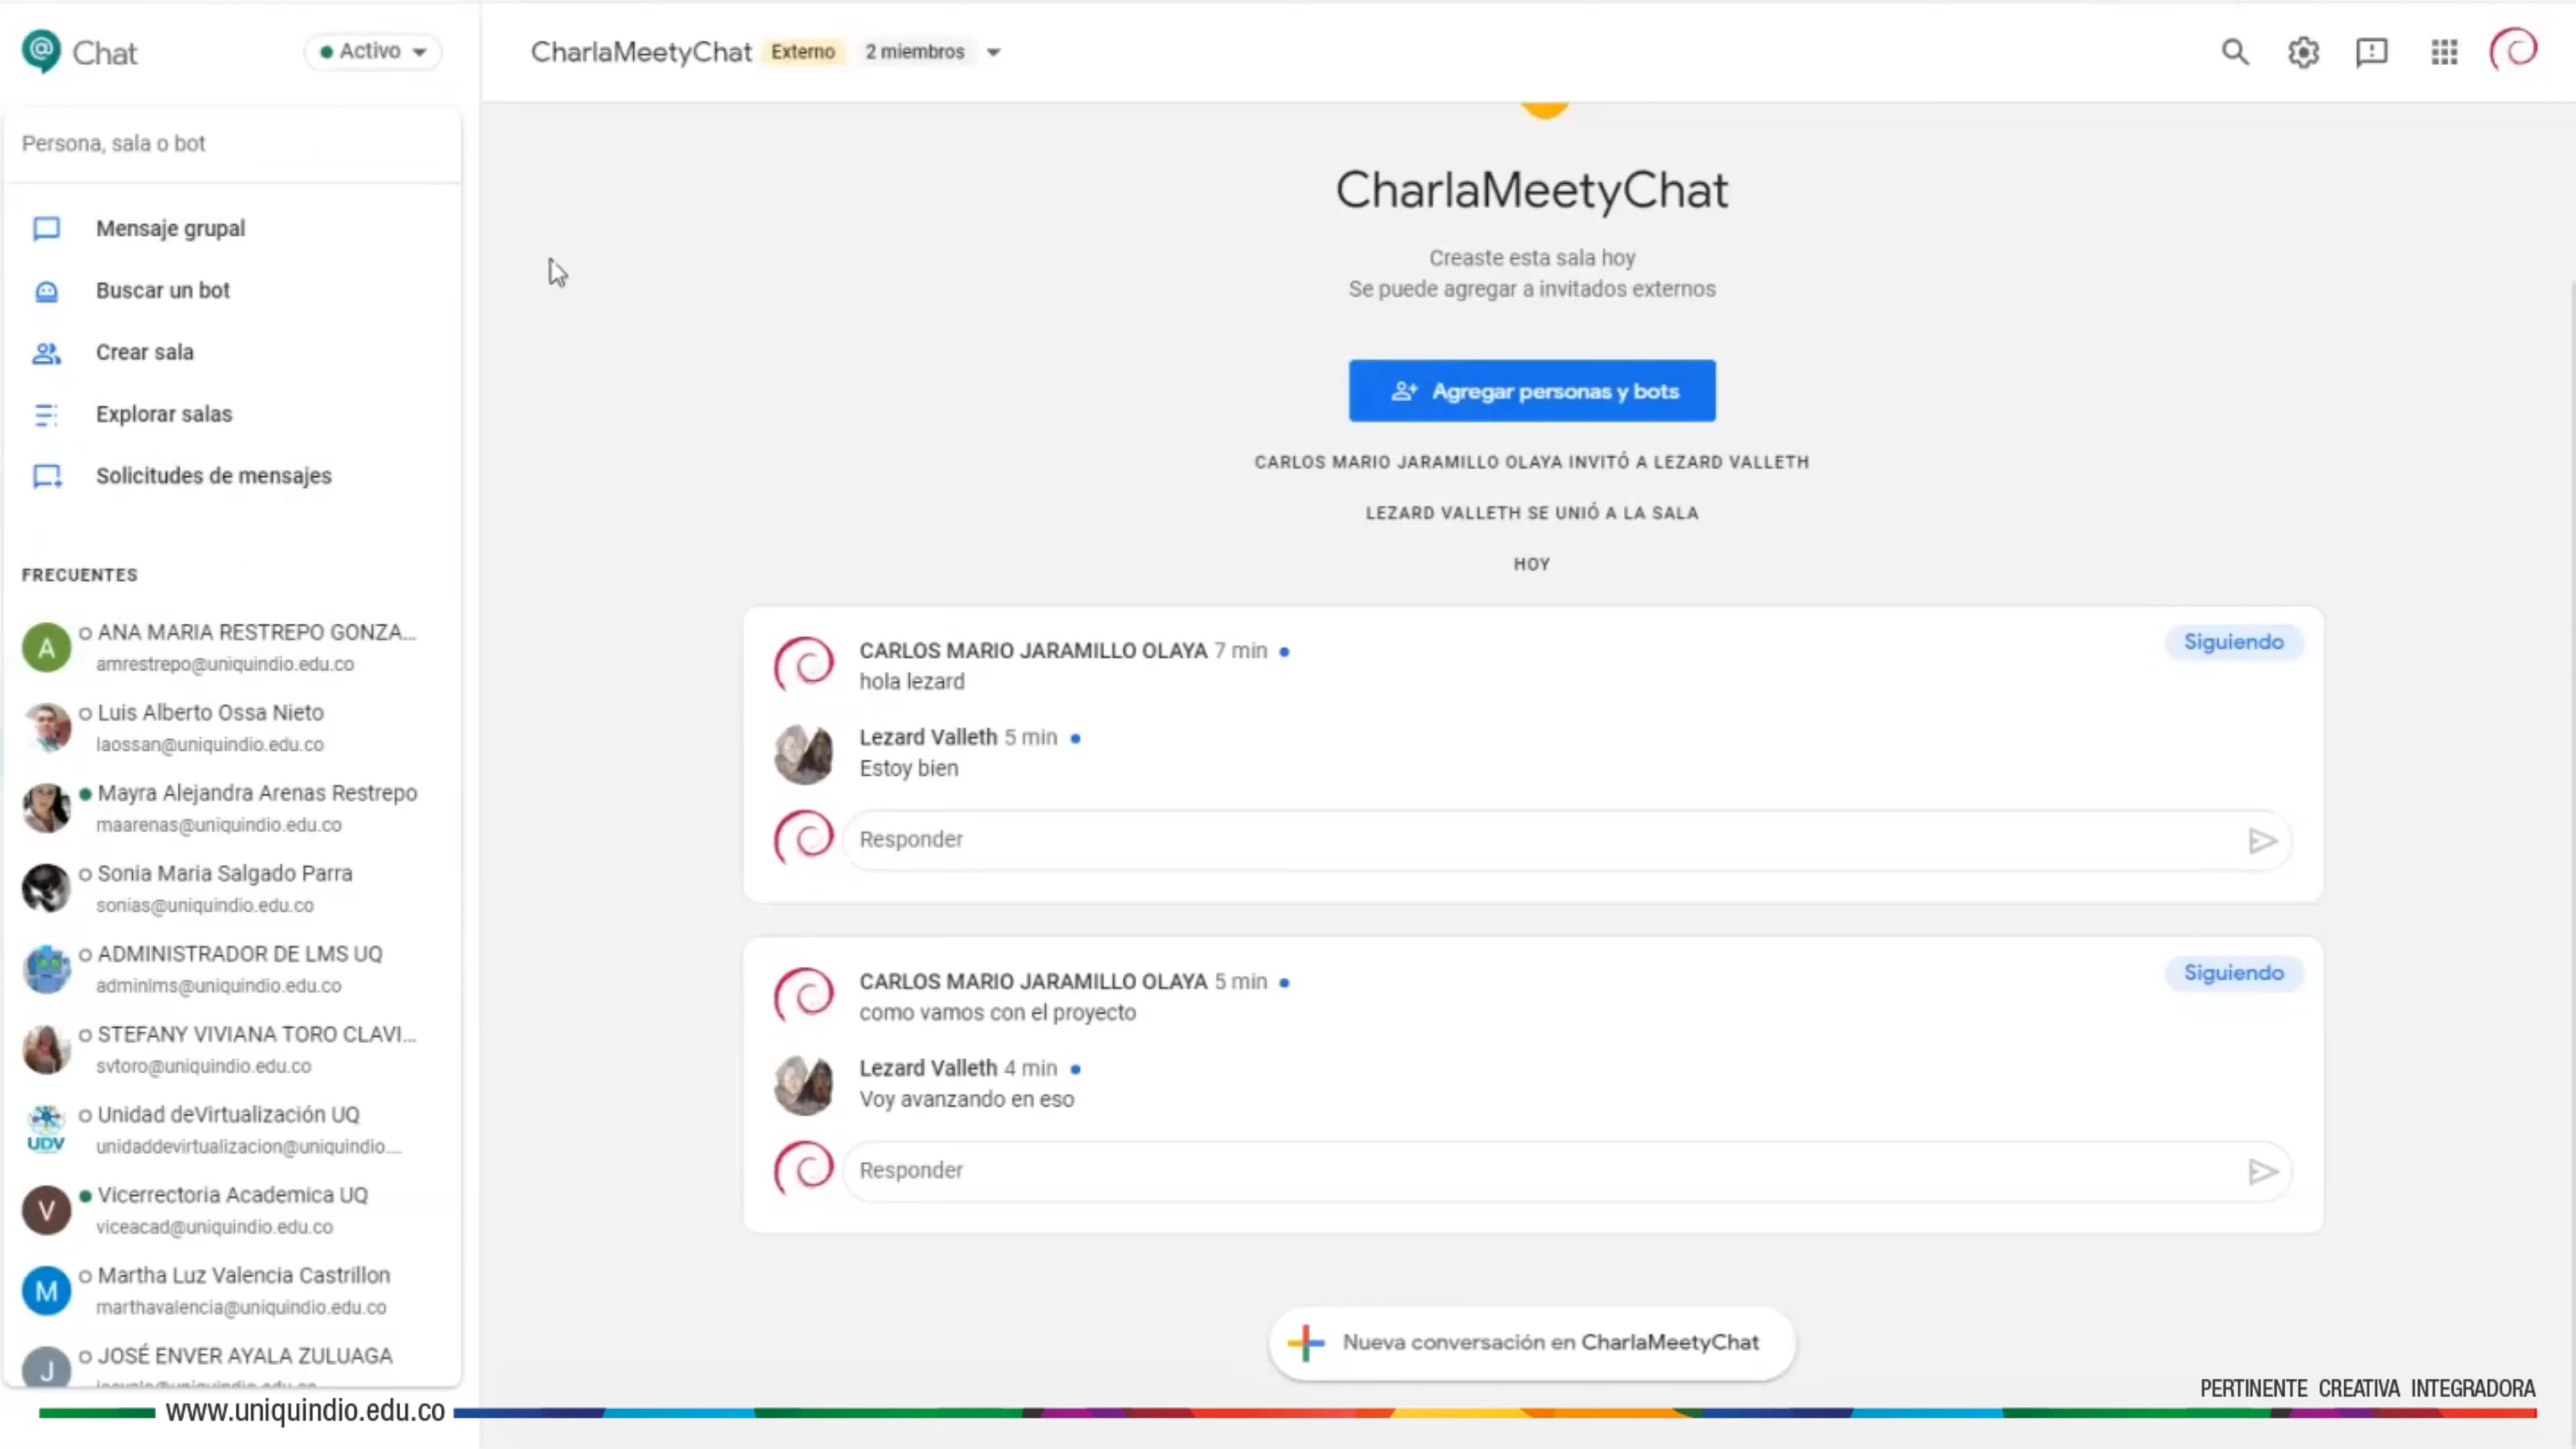 Chat
Activo
CharlaMeetyChat Externo 2 miembros
Persona, sala o bot
Mensaje grupal
Buscar un bot
Crear sala
Explorar salas
Solicitudes de mensajes
FRECUENTES
A
ANA MARIA RESTREPO GONZA...
amrestrepo@uniquindio.edu.co
Luis Alberto Ossa Nieto
laossan@uniquindio.edu.co
Mayra Alejandra Arenas Restrepo
maarenas@uniquindio.edu.co
Sonia Maria Salgado Parra
sonias@uniquindio.edu.co
ADMINISTRADOR DE LMS UQ
adminlms@uniquindio.edu.co
STEFANY VIVIANA TORO CLAVI...
svtoro@uniquindio.edu.co
UDV
Unidad deVirtualización UQ
unidaddevirtualizacion@uniquindio....
V
Vicerrectoria Academica UQ
viceacad@uniquindio.edu.co
M
Martha Luz Valencia Castrillon
marthavalencia@uniquindio.edu.co
J
JOSÉ ENVER AYALA ZULUAGA
CharlaMeetyChat
Creaste esta sala hoy
Se puede agregar a invitados externos
Agregar personas y bots
CARLOS MARIO JARAMILLO OLAYA INVITÓ A LEZARD VALLETH
LEZARD VALLETH SE UNIÓ A LA SALA
HOY
CARLOS MARIO JARAMILLO OLAYA 7 min
Siguiendo
hola lezard
Lezard Valleth 5 min
Estoy bien
Responder
CARLOS MARIO JARAMILLO OLAYA 5 min
Siguiendo
como vamos con el proyecto
Lezard Valleth 4 min
Voy avanzando en eso
Responder
Nueva conversación en CharlaMeetyChat
PERTINENTE CREATIVA INTEGRADORA
www.uniquindio.edu.co